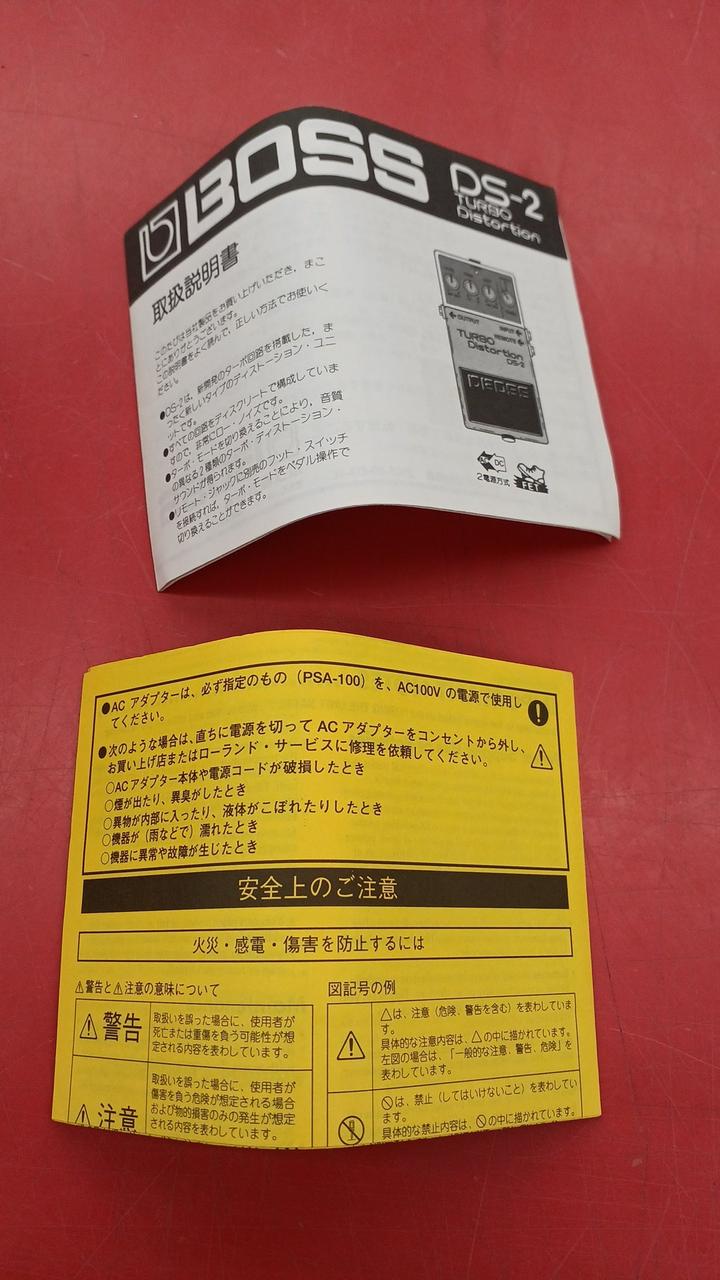 BOSS
DS-2
TURBO
Distortion
取扱説明書
このたびは当社製品をお買い上げいただき，まこ
とにありがとうございます。
この説明書をよく読んで，正しい方法でお使いく
ださい。
●DS-2は，新開発のターボ回路を搭載した，ま
ったく新しいタイプのディストーション・ユニ
ットです。
●すべての回路をディスクリートで構成していま
すので，非常にロー・ノイズです。
●ターボ・モードを切り換えることにより，音質
の異なる2種類のターボ・ディストーション・
サウンドが得られます。
●リモート・ジャックに別売のフット・スイッチ
を接続すれば，ターボ・モードをペダル操作で
切り換えることができます。
OUTPUT
INPUT
REMOTE
TURBO
Distortion
DS-2
BOSS
AC DC
2電源方式
FET
●AC アダプターは、必ず指定のもの（PSA-100）を、AC100V の電源で使用し
てください。
●次のような場合は、直ちに電源を切って AC アダプターをコンセントから外し、
お買い上げ店またはローランド・サービスに修理を依頼してください。
○AC アダプター本体や電源コードが破損したとき
○煙が出たり、異臭がしたとき
○異物が内部に入ったり、液体がこぼれたりしたとき
○機器が（雨などで）濡れたとき
○機器に異常や故障が生じたとき
安全上のご注意
火災・感電・傷害を防止するには
⚠警告と⚠注意の意味について
⚠警告
取扱いを誤った場合に、使用者が
死亡または重傷を負う可能性が想
定される内容を表わしています。
⚠注意
取扱いを誤った場合に、使用者が
傷害を負う危険が想定される場合
および物的損害のみの発生が想定
される内容を表わしています。
図記号の例
△は、注意（危険、警告を含む）を表わしていま
す。
具体的な注意内容は、△の中に描かれています。
左図の場合は、「一般的な注意、警告、危険」を
表わしています。
🛇は、禁止（してはいけないこと）を表わしてい
ます。
具体的な禁止内容は、🛇の中に描かれています。